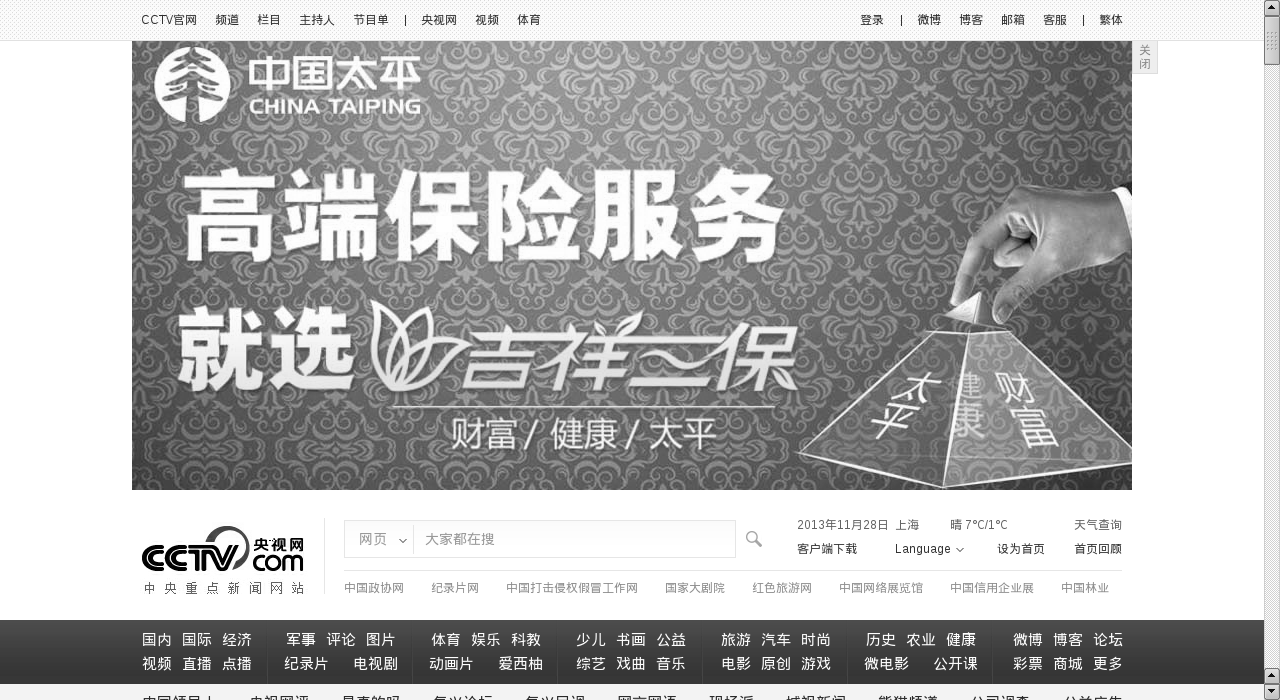 CCTV官网 频道 栏目 主持人 节目单 | 央视网 视频 体育 登录 | 微博 博客 邮箱 客服 | 繁体
关闭
中国太平
CHINA TAIPING
高端保险服务
就选 吉祥三保
财富 / 健康 / 太平
太平 健康 财富
CCTV.com 央视网
中央重点新闻网站
网页 大家都在搜
2013年11月28日 上海 晴 7°C/1°C 天气查询
客户端下载 Language 设为首页 首页回顾
中国政协网 纪录片网 中国打击侵权假冒工作网 国家大剧院 红色旅游网 中国网络展览馆 中国信用企业展 中国林业
国内 国际 经济 军事 评论 图片 体育 娱乐 科教 少儿 书画 公益 旅游 汽车 时尚 历史 农业 健康 微博 博客 论坛
视频 直播 点播 纪录片 电视剧 动画片 爱西柚 综艺 戏曲 音乐 电影 原创 游戏 微电影 公开课 彩票 商城 更多